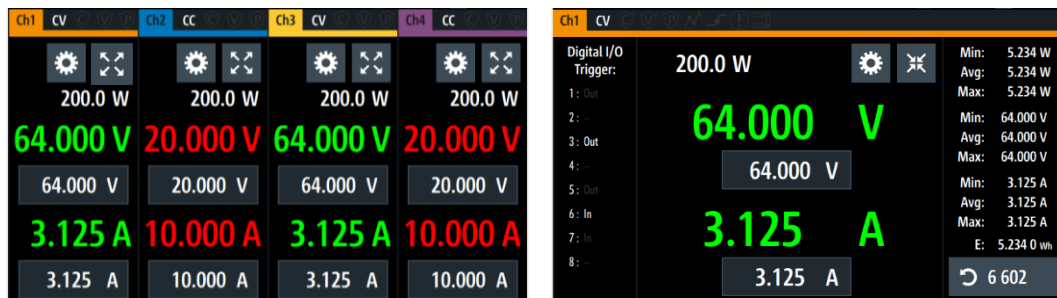 Ch1 CV C V P Ch2 CC C V P Ch3 CV C V P Ch4 CC C V P
200.0 W 200.0 W 200.0 W 200.0 W
64.000 V 20.000 V 64.000 V 20.000 V
64.000 V 20.000 V 64.000 V 20.000 V
3.125 A 10.000 A 3.125 A 10.000 A
3.125 A 10.000 A 3.125 A 10.000 A
Ch1 CV C V P
Digital I/O
Trigger:
1: Out
2: --
3: Out
4: --
5: Out
6: In
7: In
8: --
200.0 W
64.000 V
64.000 V
3.125 A
3.125 A
Min: 5.234 W
Avg: 5.234 W
Max: 5.234 W
Min: 64.000 V
Avg: 64.000 V
Max: 64.000 V
Min: 3.125 A
Avg: 3.125 A
Max: 3.125 A
E: 5.234 0 Wh
6 602